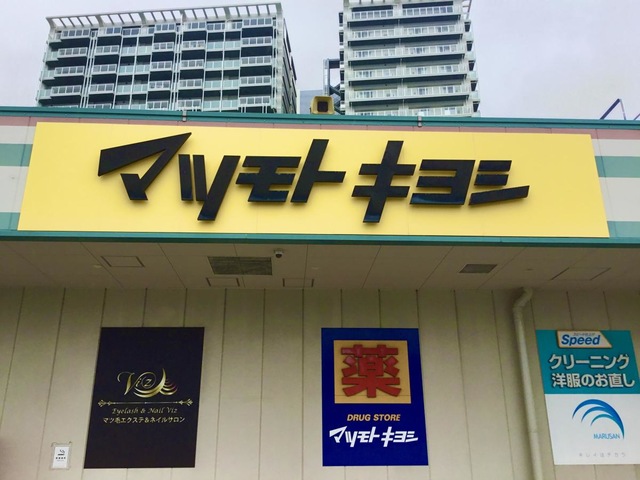 マツモトキヨシ
Viz
Eyelash & Nail Viz
マツ毛エクステ&ネイルサロン
薬
DRUG STORE
マツモトキヨシ
Speed
クリーニング
洋服のお直し
MARUSAN